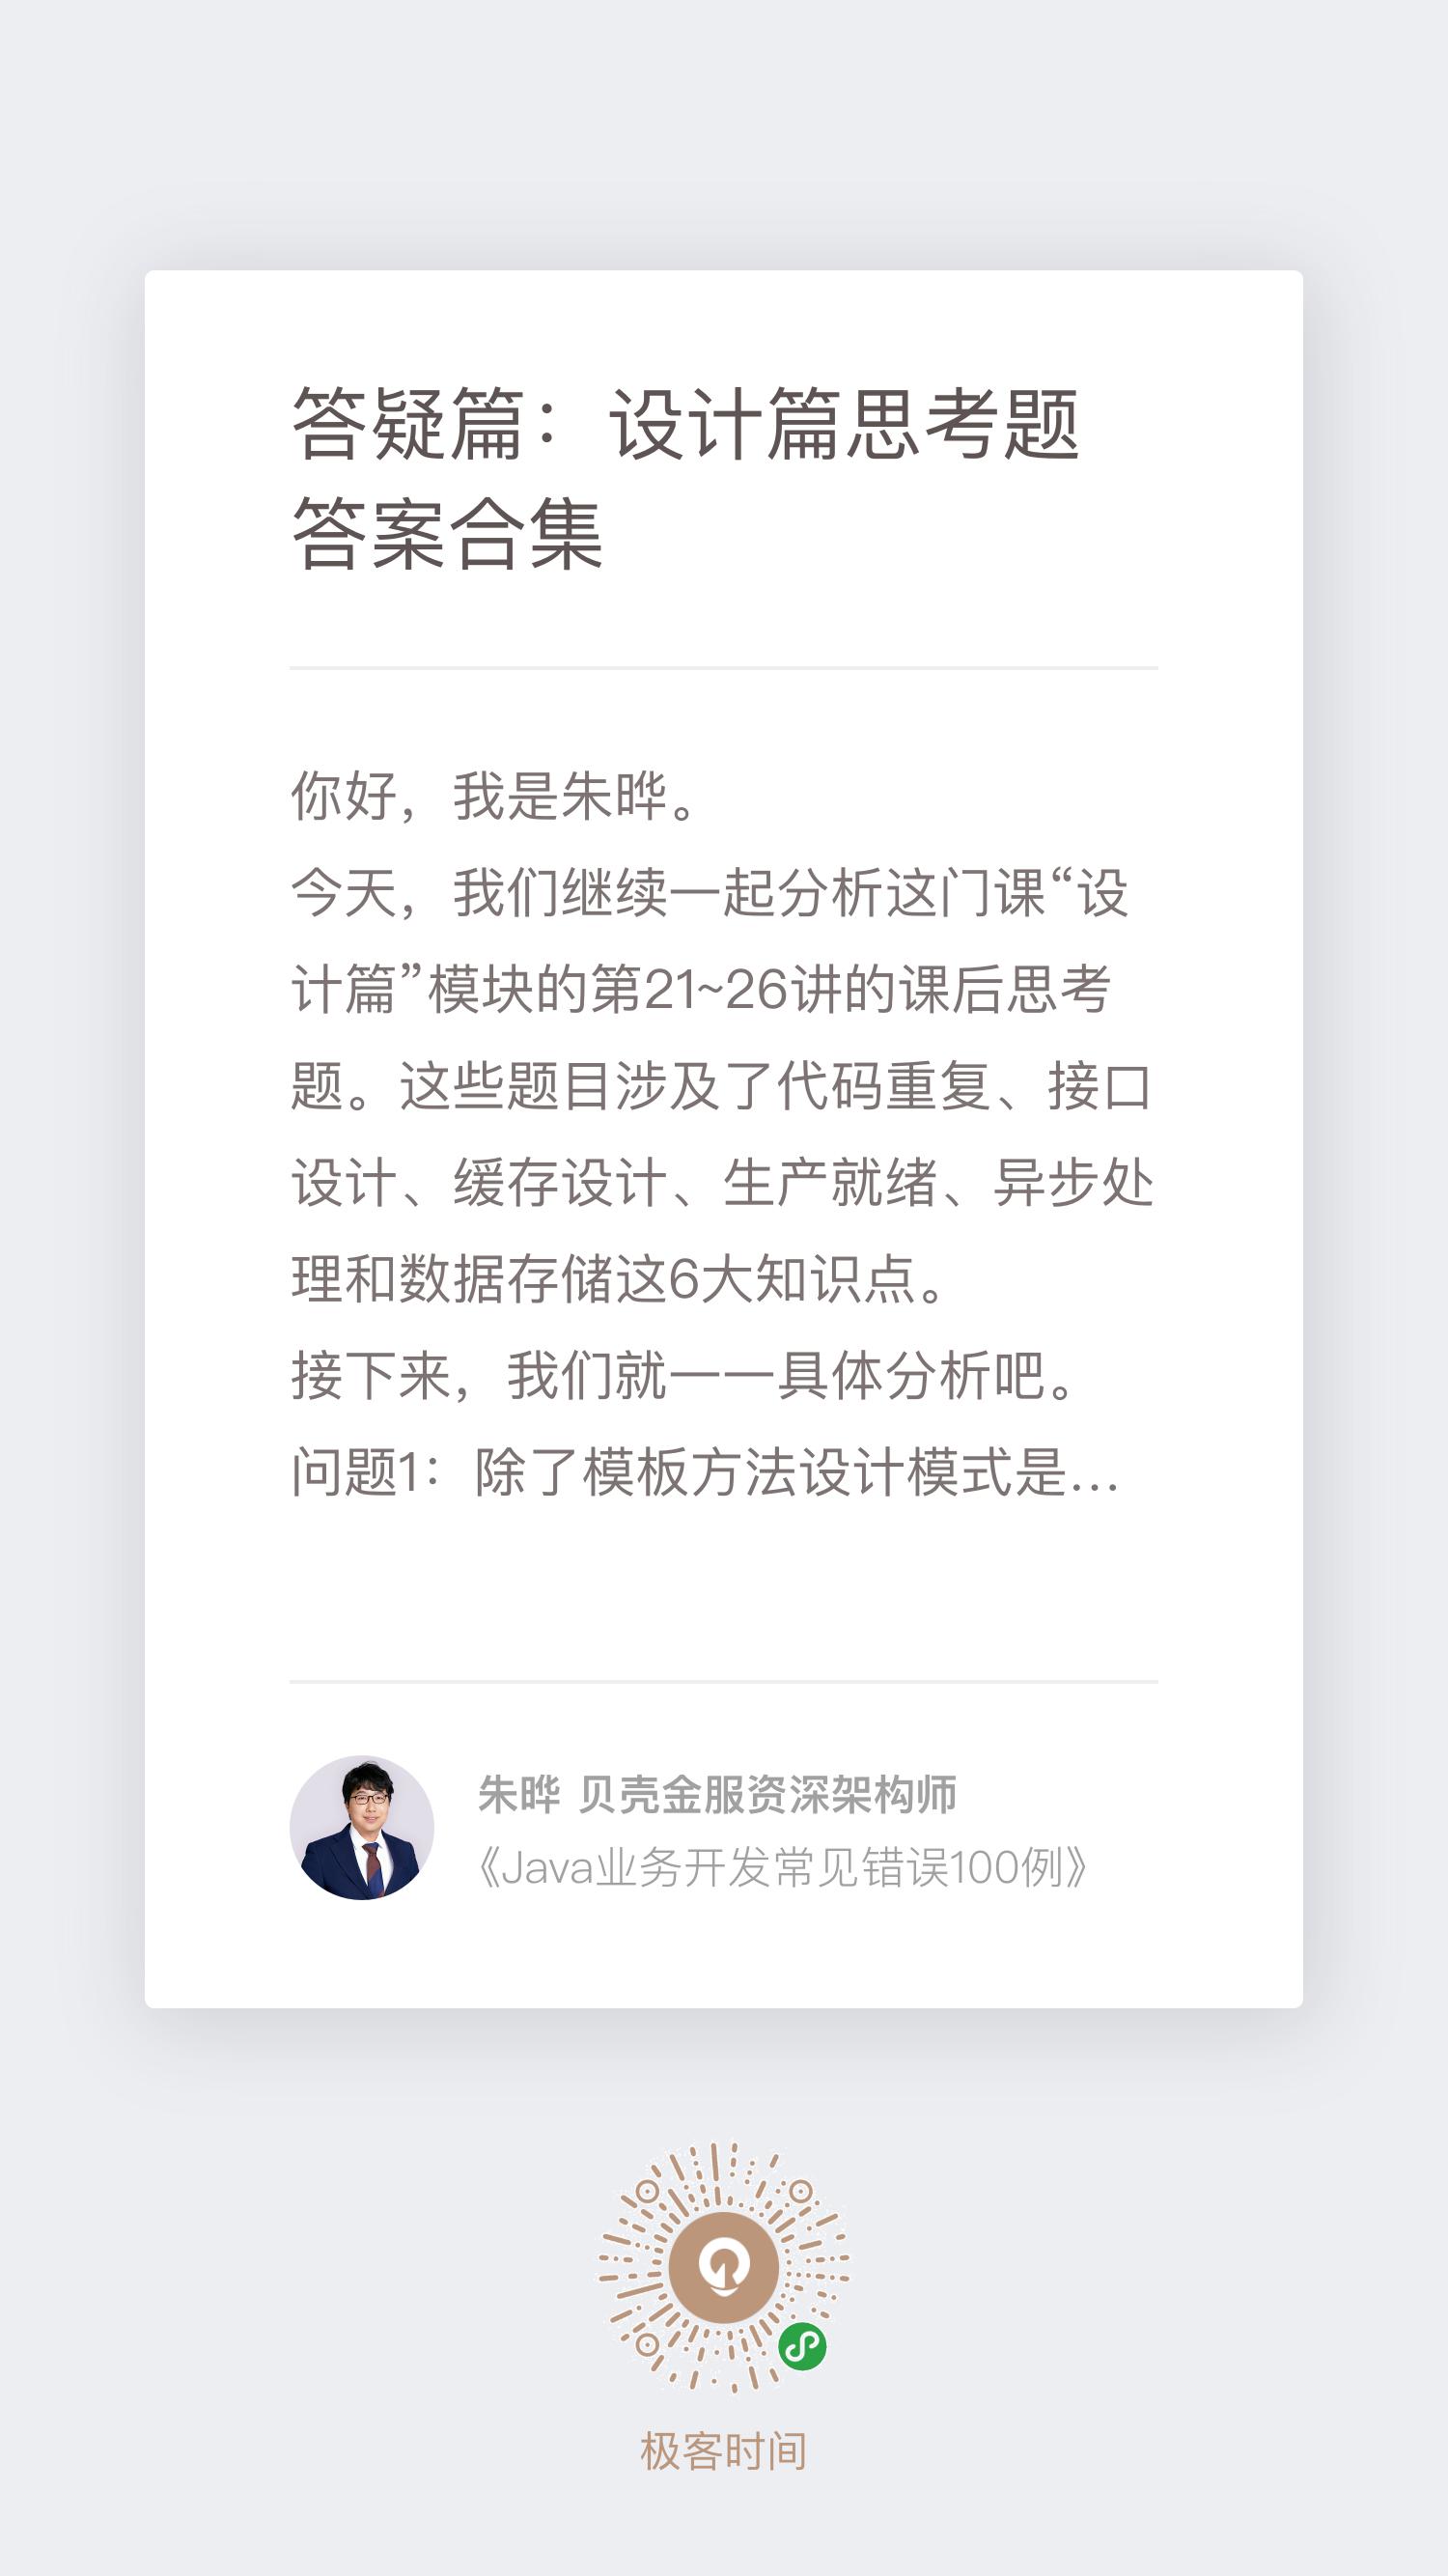 答疑篇：设计篇思考题
答案合集
你好，我是朱晔。
今天，我们继续一起分析这门课“设
计篇”模块的第21~26讲的课后思考
题。这些题目涉及了代码重复、接口
设计、缓存设计、生产就绪、异步处
理和数据存储这6大知识点。
接下来，我们就一一具体分析吧。
问题1：除了模板方法设计模式是...
朱晔 贝壳金服资深架构师
《Java业务开发常见错误100例》
极客时间